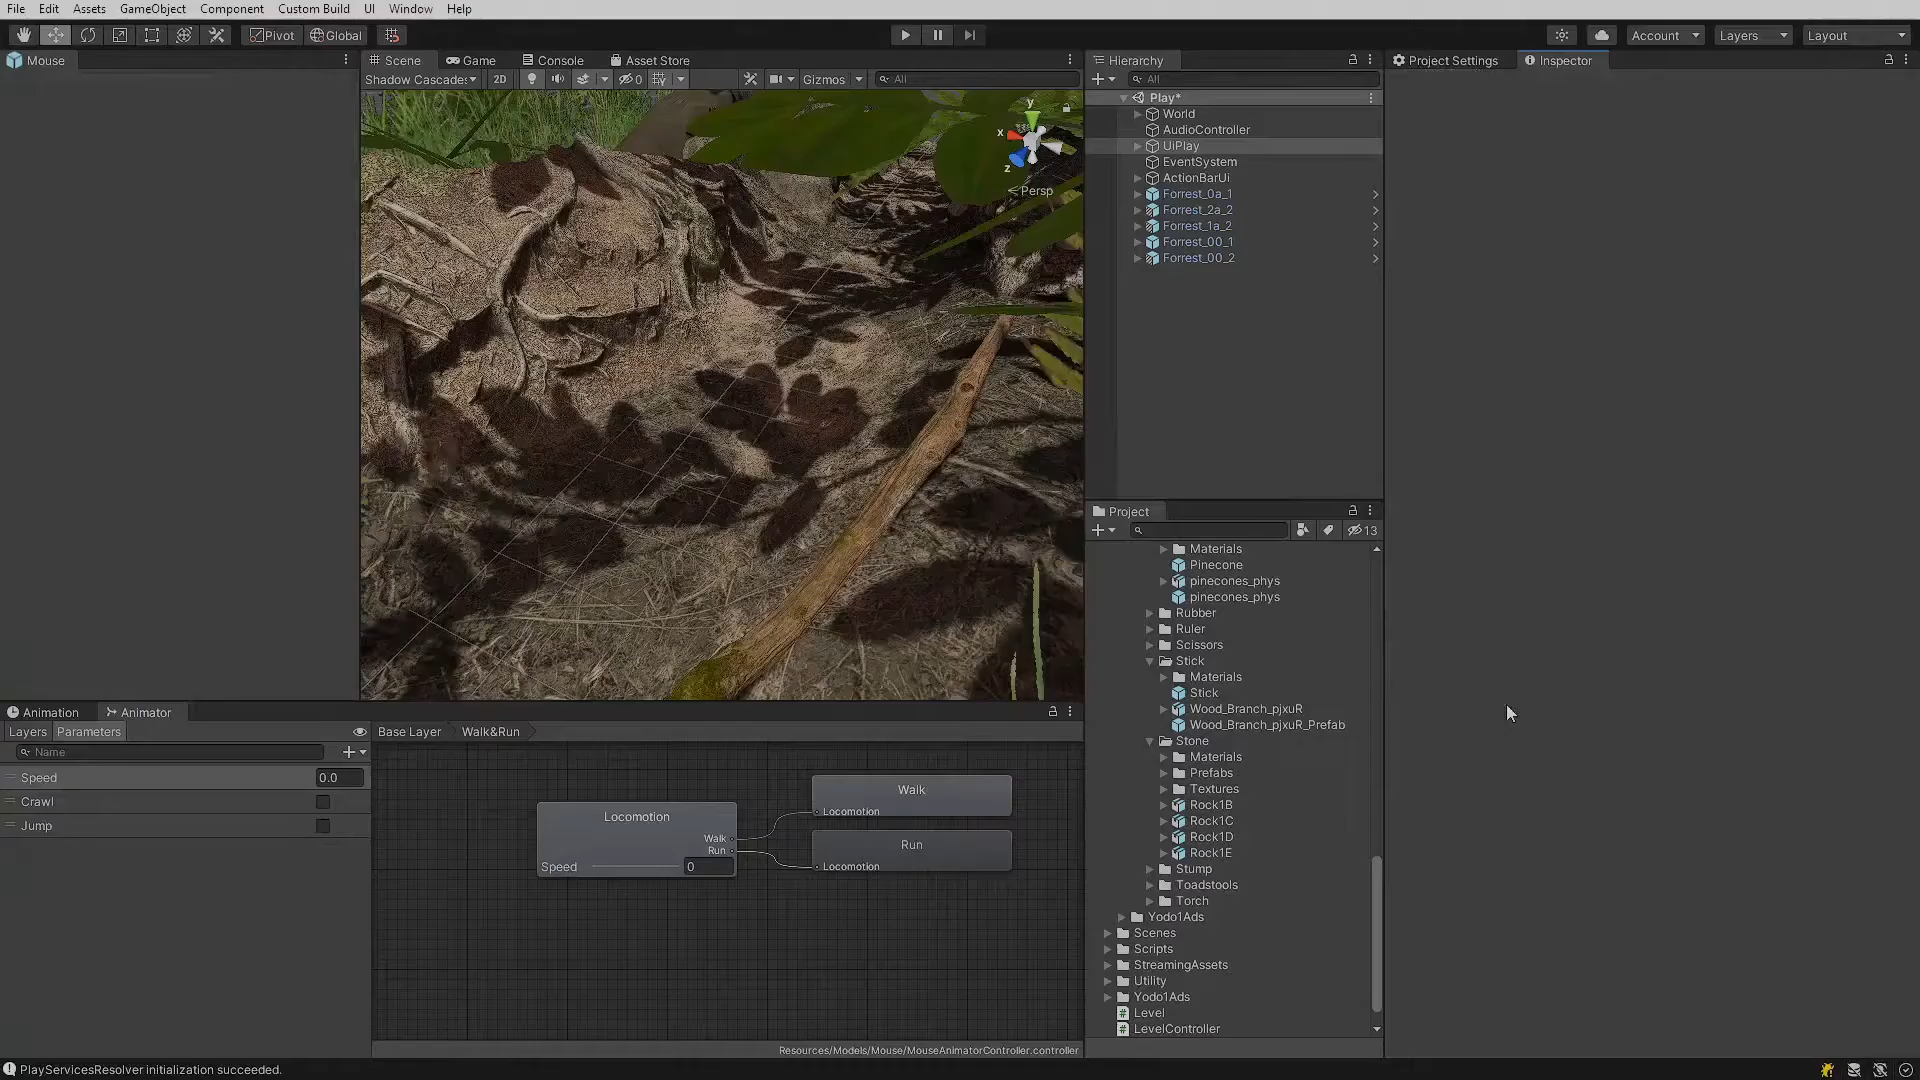 File Edit Assets GameObject Component Custom Build UI Window Help
Pivot Global Account Layers Layout
Mouse
Scene Game Console Asset Store
Shadow Cascades 2D 0 Gizmos All
y
x
z
Persp
Hierarchy
All
Play*
World
AudioController
UiPlay
EventSystem
ActionBarUi
Forrest_0a_1
Forrest_2a_2
Forrest_1a_2
Forrest_00_1
Forrest_00_2
Project Settings Inspector
Project
13
Materials
Pinecone
pinecones_phys
pinecones_phys
Rubber
Ruler
Scissors
Stick
Materials
Stick
Wood_Branch_pjxuR
Wood_Branch_pjxuR_Prefab
Stone
Materials
Prefabs
Textures
Rock1B
Rock1C
Rock1D
Rock1E
Stump
Toadstools
Torch
Yodo1Ads
Scenes
Scripts
StreamingAssets
Utility
Yodo1Ads
Level
LevelController
Animation Animator
Layers Parameters
Name
Speed 0.0
Crawl
Jump
Base Layer Walk&Run
Locomotion
Walk
Run
Speed 0
Walk
Locomotion
Run
Locomotion
Resources/Models/Mouse/MouseAnimatorController.controller
PlayServicesResolver initialization succeeded.